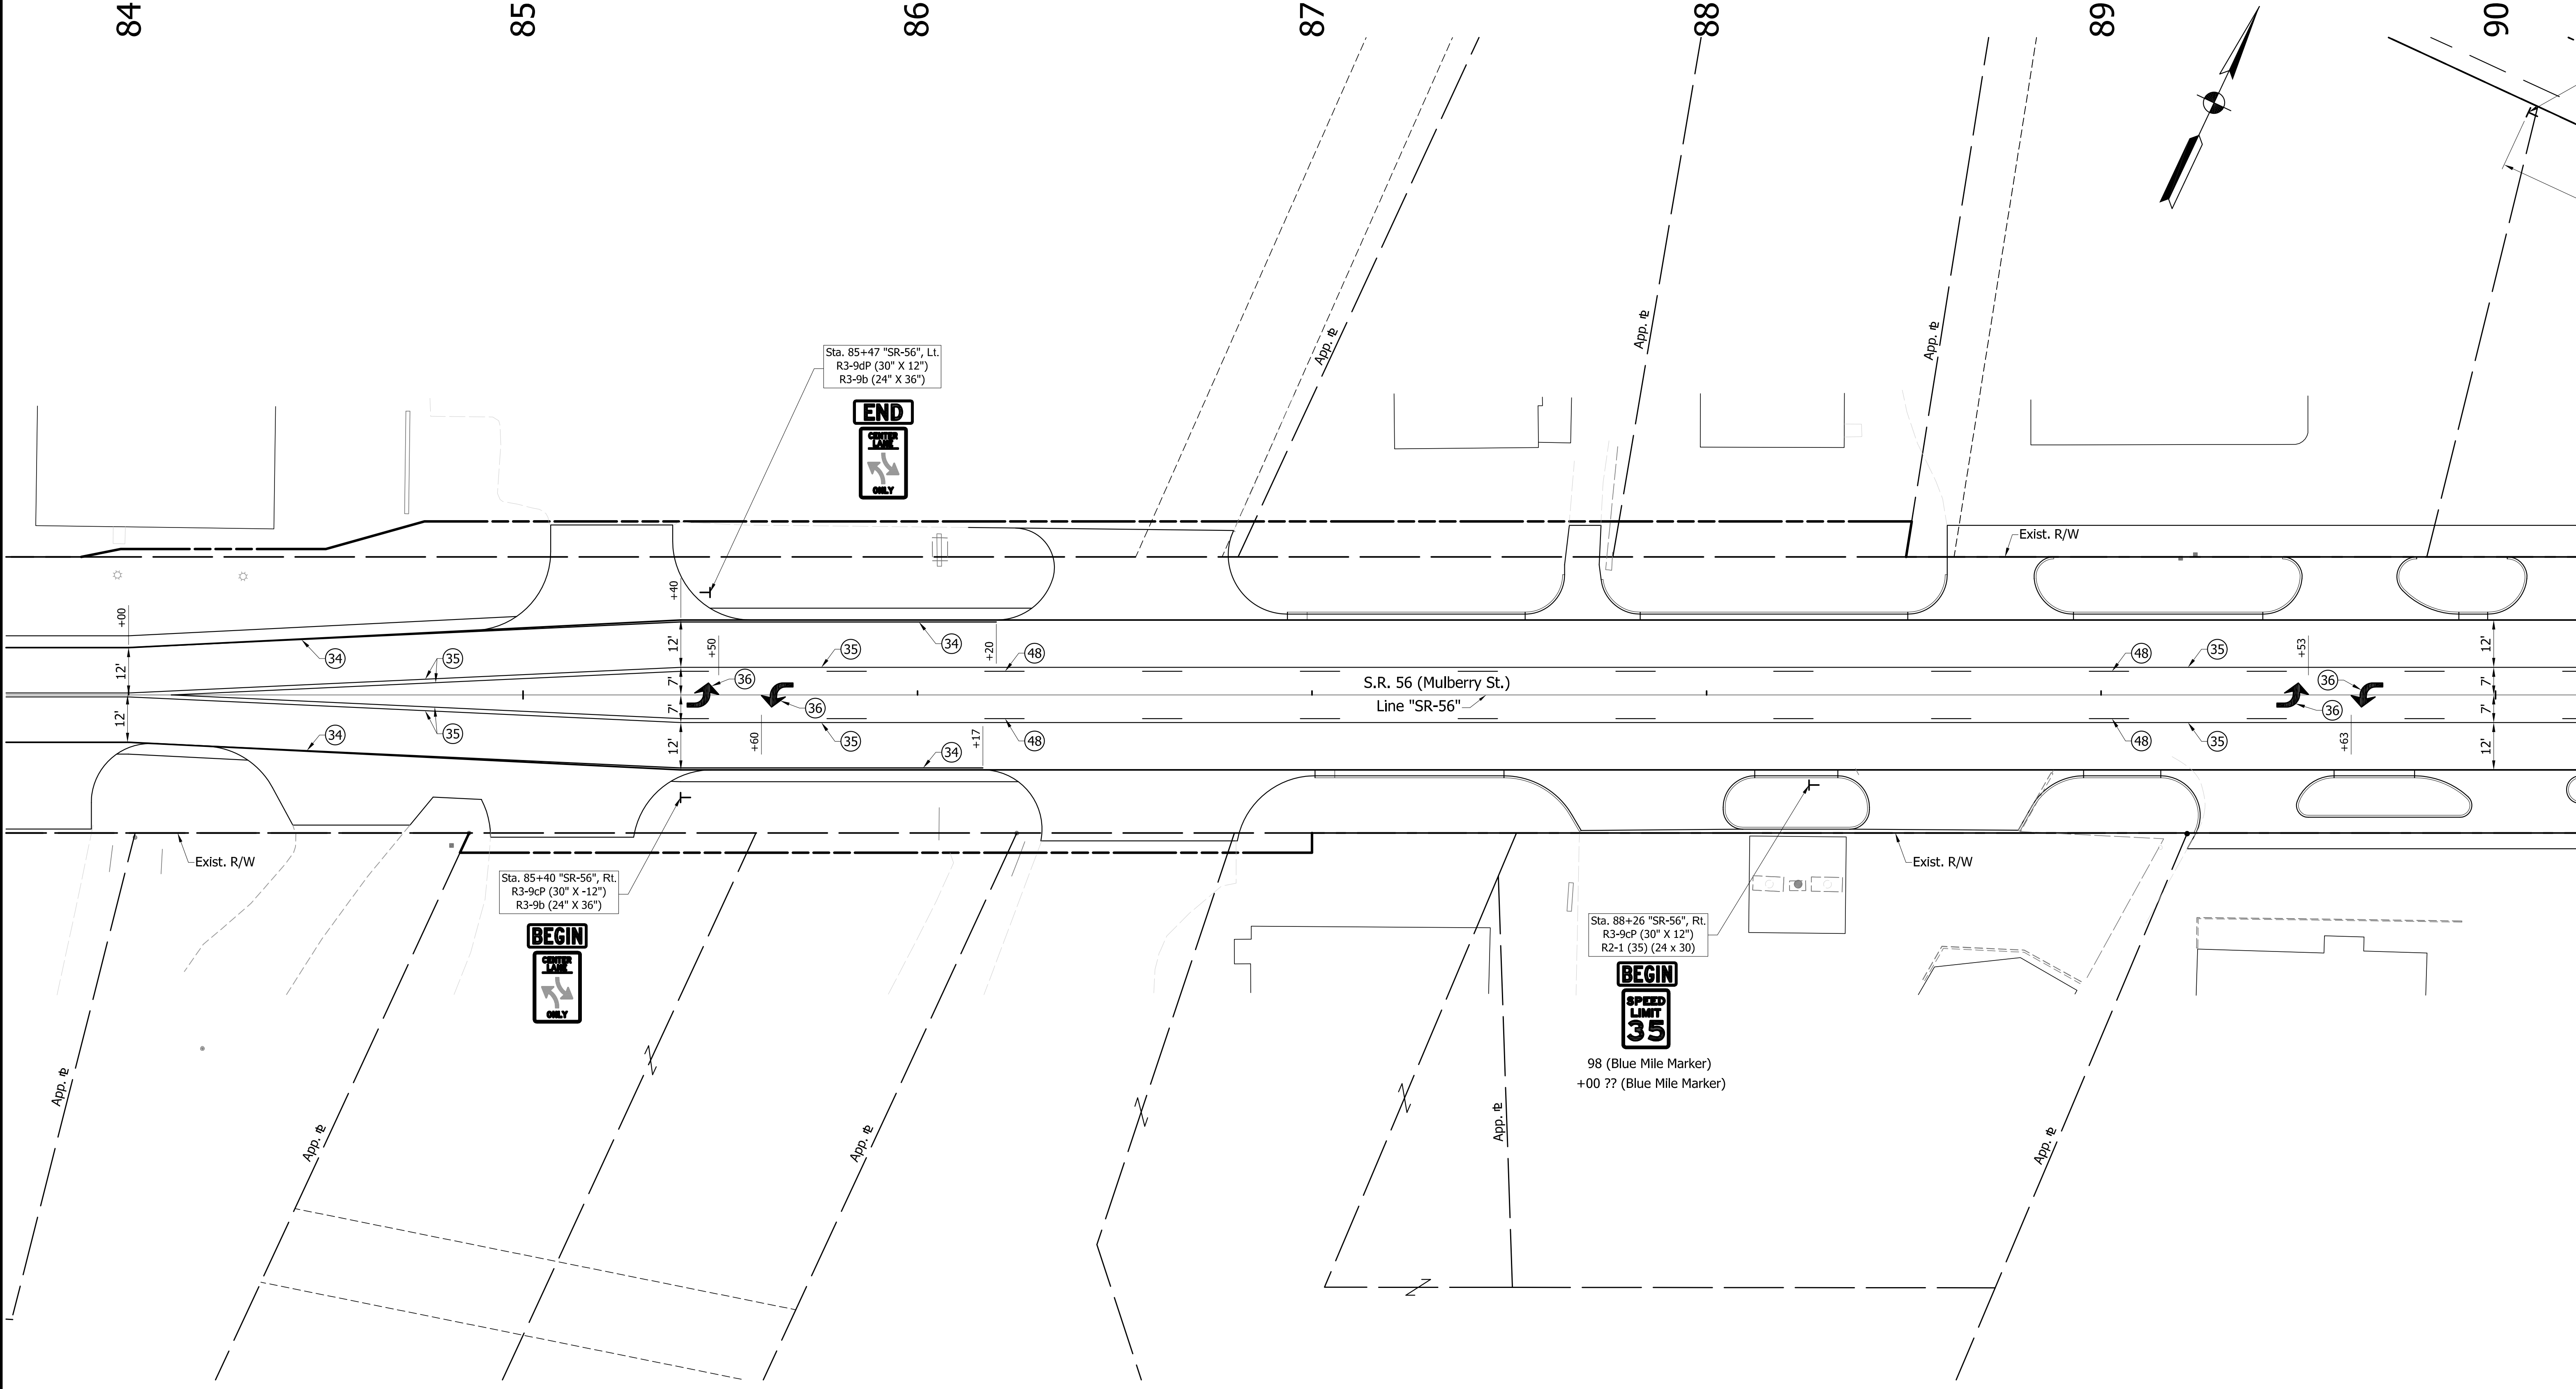 84
85
86
87
88
89
90
App. ⅊
App. ⅊
App. ⅊
Sta. 85+47 "SR-56", Lt.
R3-9dP (30" X 12")
R3-9b (24" X 36")
END
CENTER
LANE
ONLY
Exist. R/W
+00
+40
+50
+20
+53
12'
12'
12'
34
35
34
35
48
48
35
7'
36
36
7'
S.R. 56 (Mulberry St.)
Line "SR-56"
12'
7'
36
36
7'
34
35
12'
+60
35
34
+17
48
48
35
+63
12'
Exist. R/W
Exist. R/W
Sta. 85+40 "SR-56", Rt.
R3-9cP (30" X -12")
R3-9b (24" X 36")
BEGIN
CENTER
LANE
ONLY
Sta. 88+26 "SR-56", Rt.
R3-9cP (30" X 12")
R2-1 (35) (24 x 30)
BEGIN
SPEED
LIMIT
35
98 (Blue Mile Marker)
+00 ?? (Blue Mile Marker)
App. ⅊
App. ⅊
App. ⅊
App. ⅊
App. ⅊